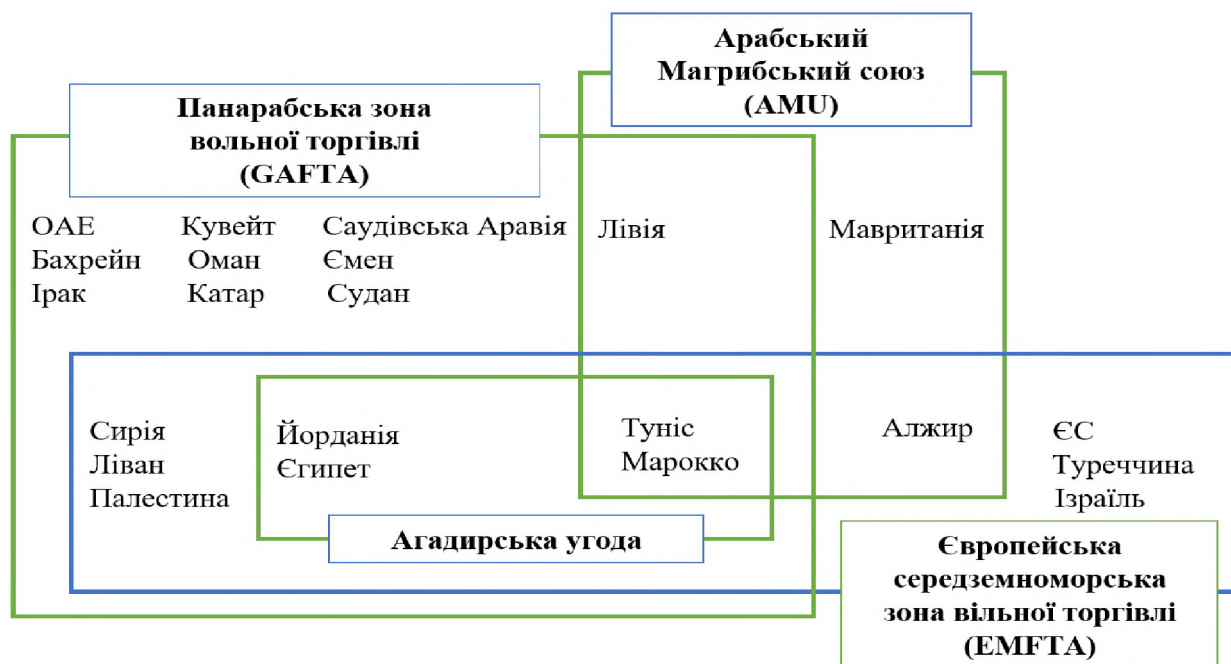 Арабський
Магрибський союз
(AMU)
Панарабська зона
вольної торгівлі
(GAFTA)
ОАЕ Кувейт Саудівська Аравія Лівія Мавританія
Бахрейн Оман Ємен
Ірак Катар Судан
Сирія Йорданія Туніс Алжир ЄС
Ліван Єгипет Марокко Туреччина
Палестина Ізраїль
Агадирська угода
Європейська
середземноморська
зона вільної торгівлі
(EMFTA)